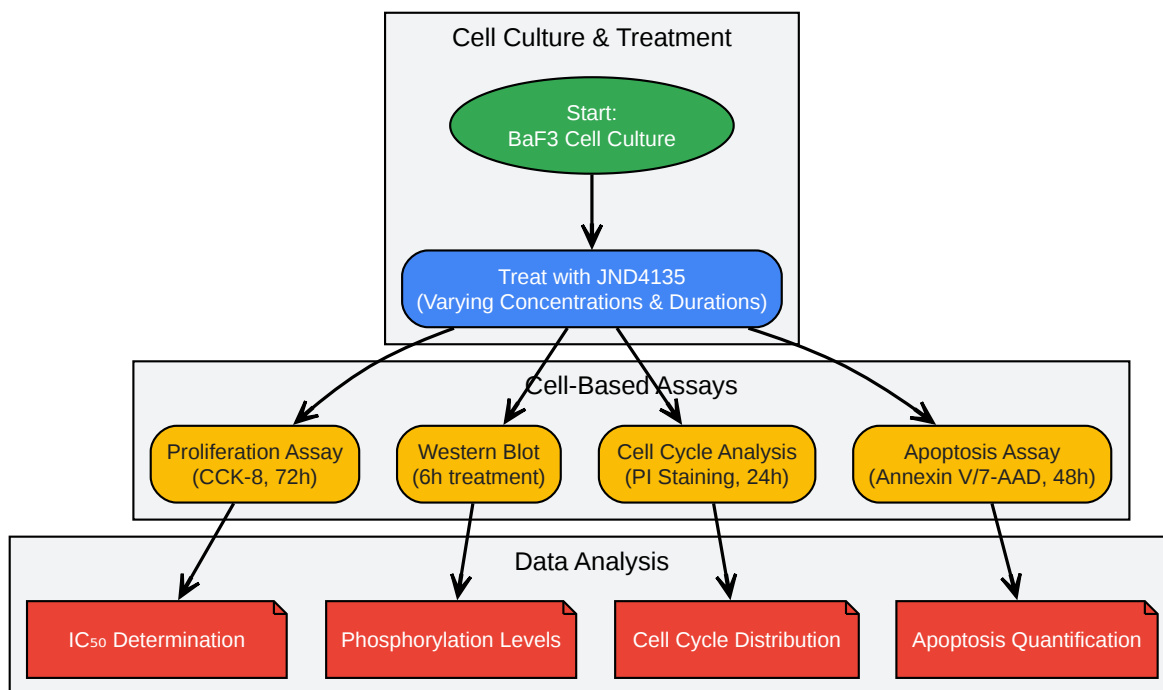 Cell Culture & Treatment
Start:
BaF3 Cell Culture
Treat with JND4135
(Varying Concentrations & Durations)
Cell-Based Assays
Proliferation Assay
(CCK-8, 72h)
Western Blot
(6h treatment)
Cell Cycle Analysis
(PI Staining, 24h)
Apoptosis Assay
(Annexin V/7-AAD, 48h)
Data Analysis
IC₅₀ Determination
Phosphorylation Levels
Cell Cycle Distribution
Apoptosis Quantification